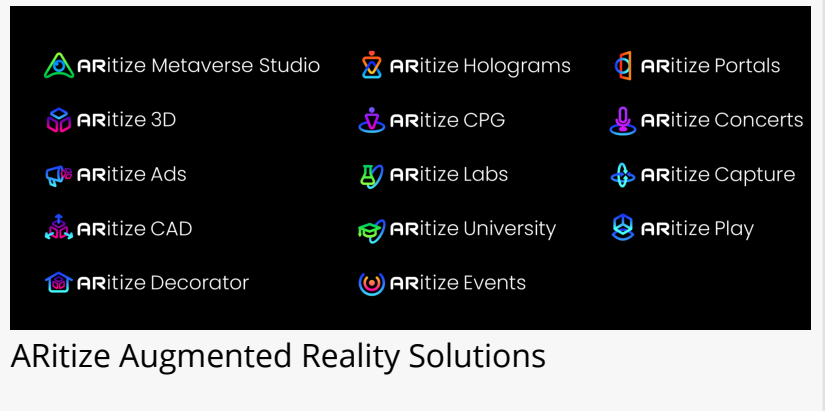 ARitize Metaverse Studio
ARitize 3D
ARitize Ads
ARitize CAD
ARitize Decorator
ARitize Holograms
ARitize CPG
ARitize Labs
ARitize University
ARitize Events
ARitize Portals
ARitize Concerts
ARitize Capture
ARitize Play
ARitize Augmented Reality Solutions